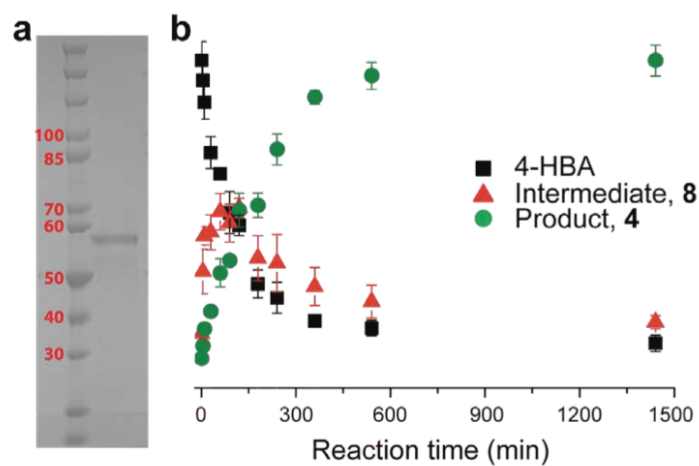 a
b
100
85
70
60
50
40
30
4-HBA
Intermediate, 8
Product, 4
0 300 600 900 1200 1500
Reaction time (min)